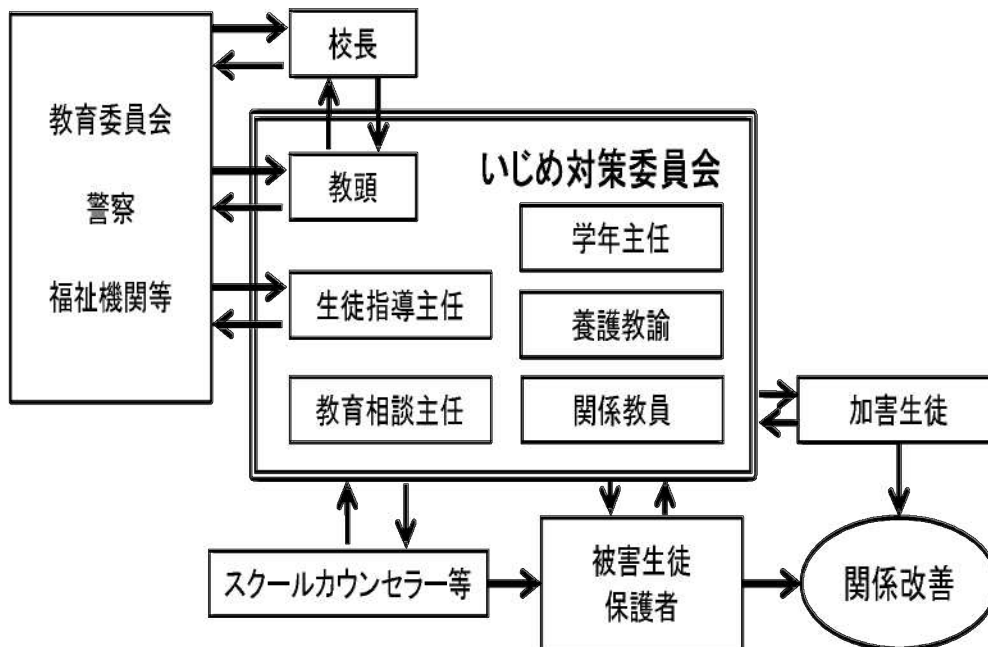 校長
教育委員会
警察
福祉機関等
いじめ対策委員会
教頭
学年主任
生徒指導主任
養護教諭
教育相談主任
関係教員
加害生徒
スクールカウンセラー等
被害生徒
保護者
関係改善